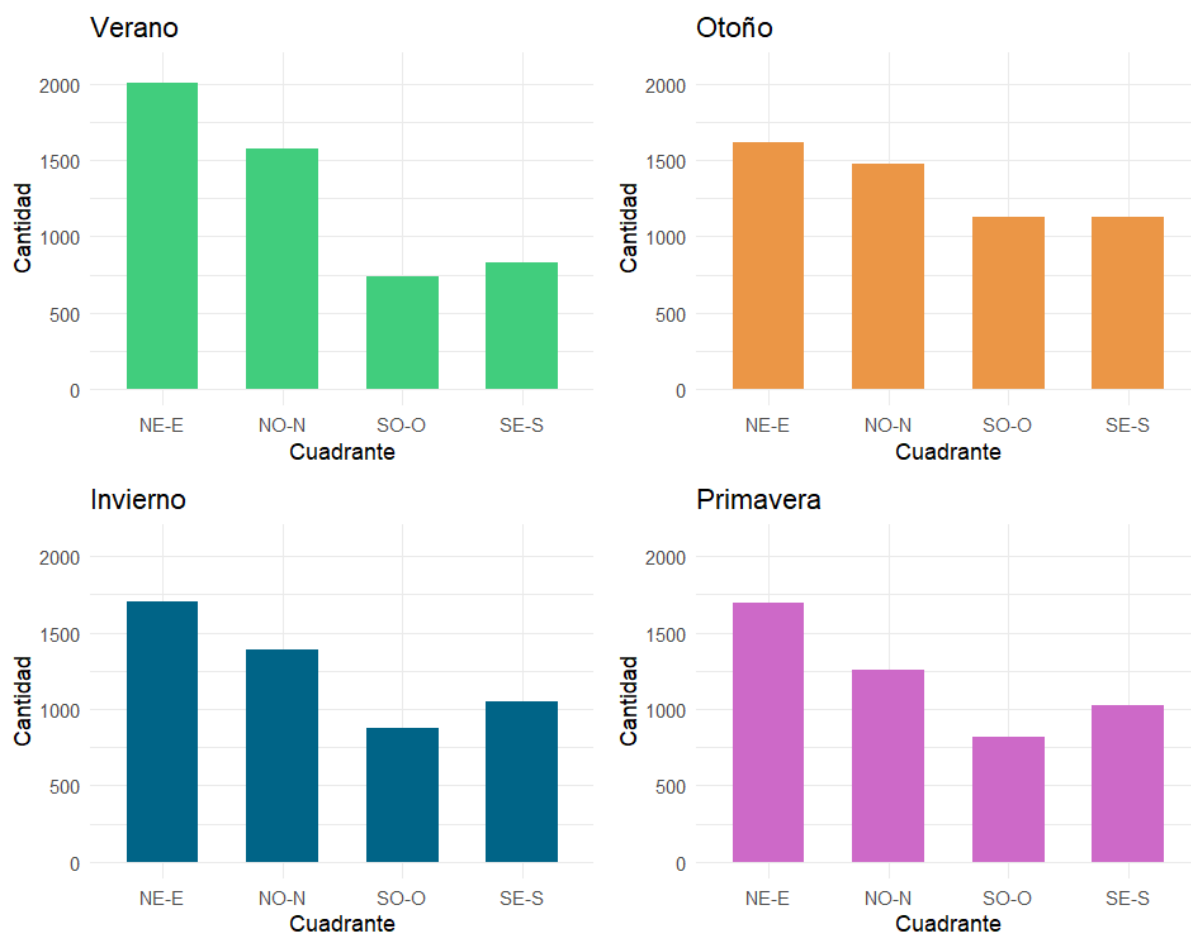 Verano
Cantidad
2000
1500
1000
500
0
NE-E NO-N SO-O SE-S
Cuadrante
Otoño
Cantidad
2000
1500
1000
500
0
NE-E NO-N SO-O SE-S
Cuadrante
Invierno
Cantidad
2000
1500
1000
500
0
NE-E NO-N SO-O SE-S
Cuadrante
Primavera
Cantidad
2000
1500
1000
500
0
NE-E NO-N SO-O SE-S
Cuadrante